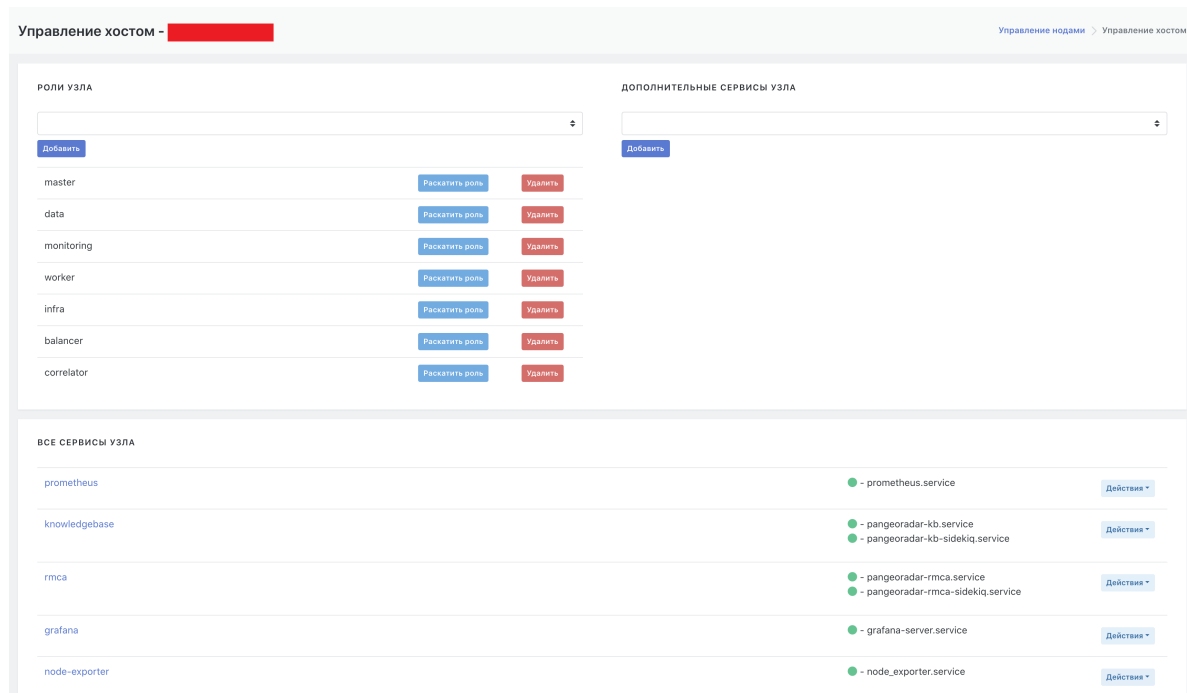 Управление хостом -
Управление нодами > Управление хостом
РОЛИ УЗЛА
Добавить
master Раскатить роль Удалить
data Раскатить роль Удалить
monitoring Раскатить роль Удалить
worker Раскатить роль Удалить
infra Раскатить роль Удалить
balancer Раскатить роль Удалить
correlator Раскатить роль Удалить
ДОПОЛНИТЕЛЬНЫЕ СЕРВИСЫ УЗЛА
Добавить
ВСЕ СЕРВИСЫ УЗЛА
prometheus - prometheus.service Действия
knowledgebase - pangeoradar-kb.service Действия
- pangeoradar-kb-sidekiq.service
rmca - pangeoradar-rmca.service Действия
- pangeoradar-rmca-sidekiq.service
grafana - grafana-server.service Действия
node-exporter - node_exporter.service Действия